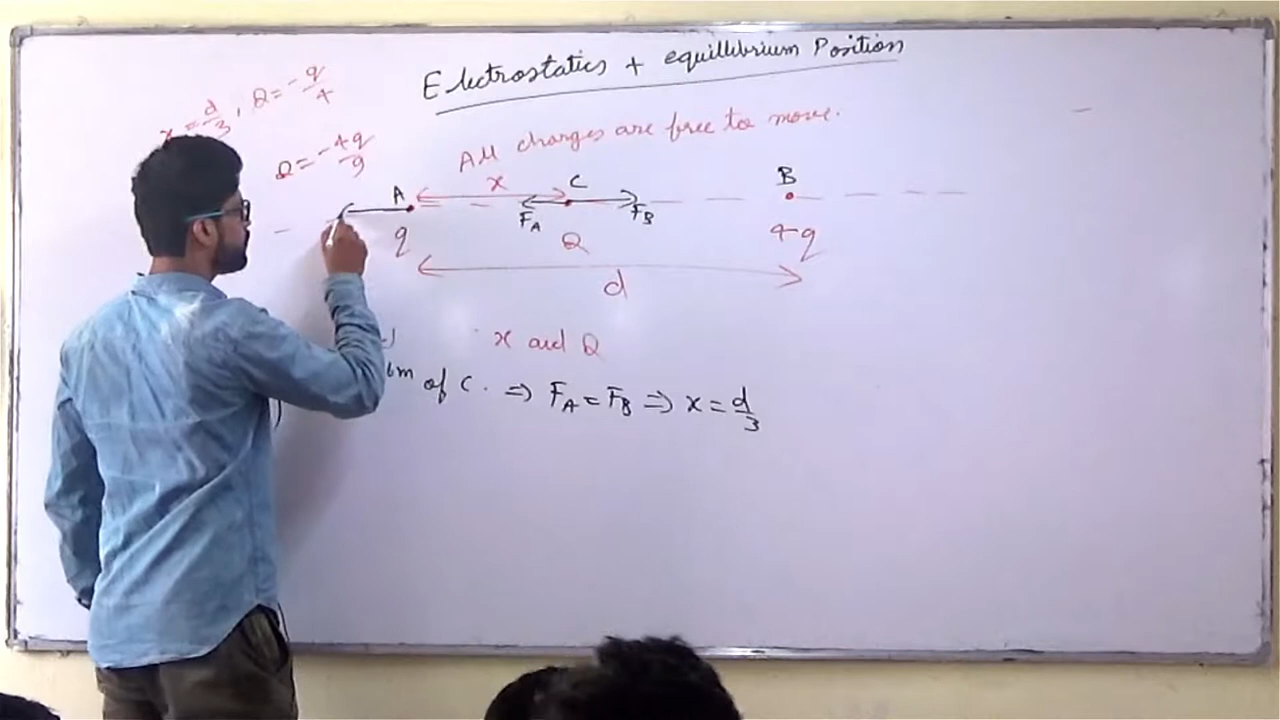 Electrostatics + equillibrium Position
x = d/3, Q = -q/4
Q = -4q/9
All charges are free to move.
A x C B
F_A F_B
q Q 4q
d
x and Q
of C. ⇒ F_A = F_B ⇒ x = d/3